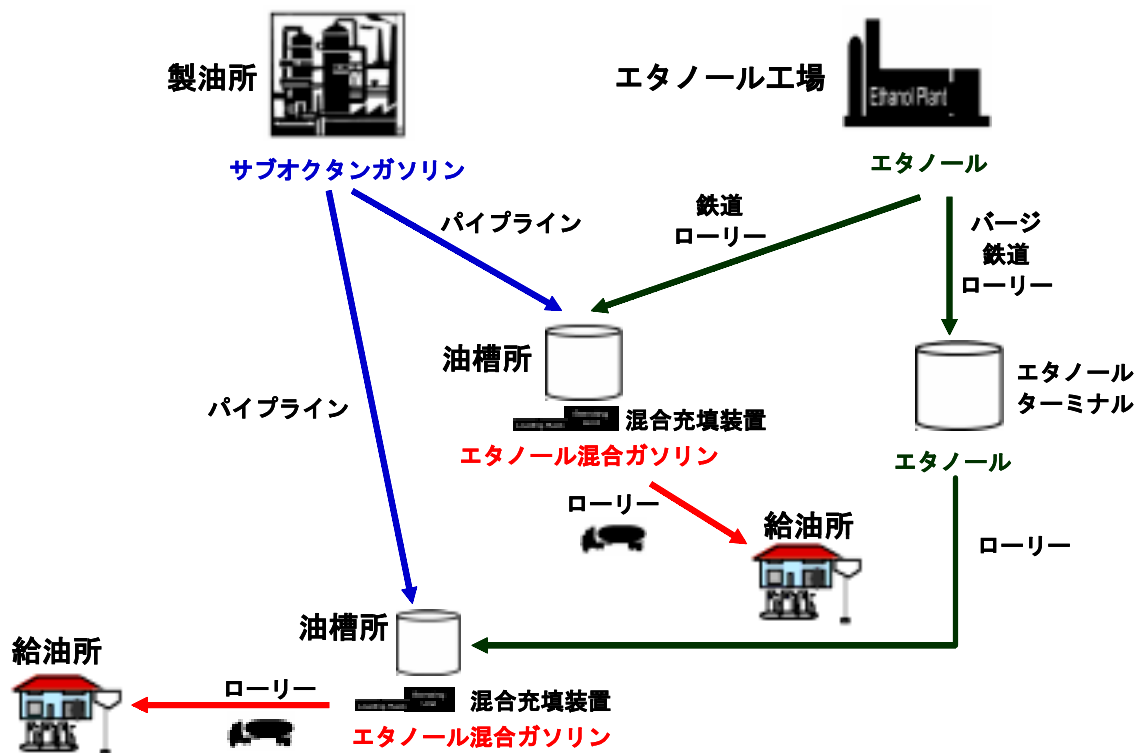 製油所
エタノール工場
Ethanol Plant
サブオクタンガソリン
エタノール
パイプライン
鉄道
ローリー
バージ
鉄道
ローリー
油槽所
エタノール
ターミナル
パイプライン
混合充填装置
エタノール混合ガソリン
エタノール
ローリー
給油所
ローリー
油槽所
給油所
ローリー
混合充填装置
エタノール混合ガソリン